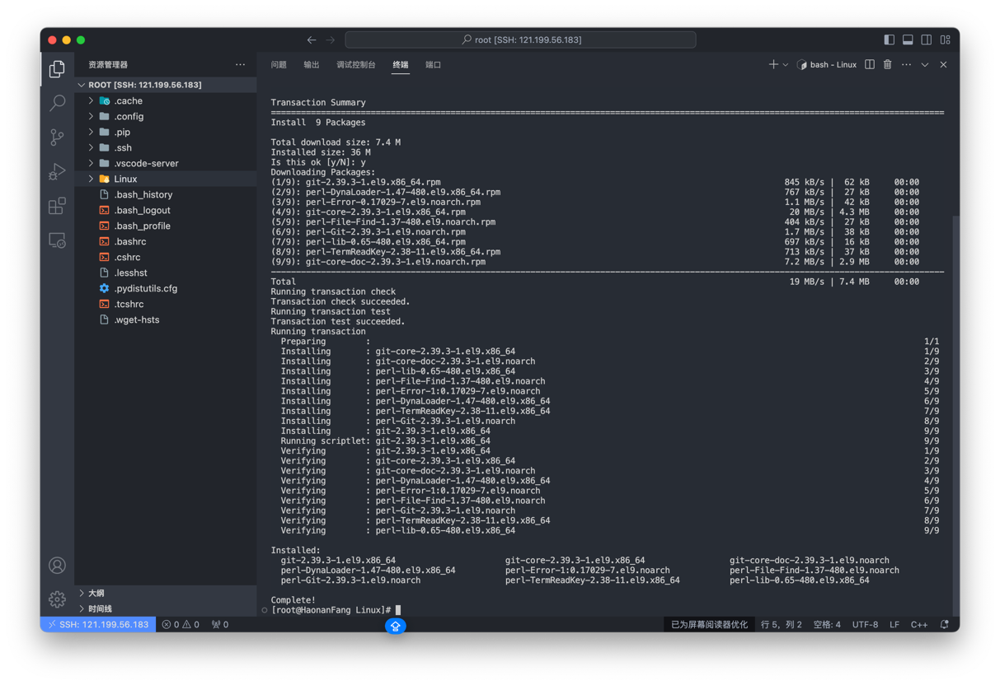 root [SSH: 121.199.56.183]
资源管理器
ROOT [SSH: 121.199.56.183]
.cache
.config
.pip
.ssh
.vscode-server
Linux
.bash_history
.bash_logout
.bash_profile
.bashrc
.cshrc
.lesshst
.pydistutils.cfg
.tcshrc
.wget-hsts
大纲
时间线
问题 输出 调试控制台 终端 端口
bash - Linux
Transaction Summary
================================================================================
Install  9 Packages
Total download size: 7.4 M
Installed size: 36 M
Is this ok [y/N]: y
Downloading Packages:
(1/9): git-2.39.3-1.el9.x86_64.rpm 845 kB/s |  62 kB 00:00
(2/9): perl-DynaLoader-1.47-480.el9.x86_64.rpm 767 kB/s |  27 kB 00:00
(3/9): perl-Error-0.17029-7.el9.noarch.rpm 1.1 MB/s |  42 kB 00:00
(4/9): git-core-2.39.3-1.el9.x86_64.rpm 20 MB/s | 4.3 MB 00:00
(5/9): perl-File-Find-1.37-480.el9.noarch.rpm 404 kB/s |  27 kB 00:00
(6/9): perl-Git-2.39.3-1.el9.noarch.rpm 1.7 MB/s |  38 kB 00:00
(7/9): perl-lib-0.65-480.el9.x86_64.rpm 697 kB/s |  16 kB 00:00
(8/9): perl-TermReadKey-2.38-11.el9.x86_64.rpm 713 kB/s |  37 kB 00:00
(9/9): git-core-doc-2.39.3-1.el9.noarch.rpm 7.2 MB/s | 2.9 MB 00:00
--------------------------------------------------------------------------------
Total 19 MB/s | 7.4 MB 00:00
Running transaction check
Transaction check succeeded.
Running transaction test
Transaction test succeeded.
Running transaction
Preparing : 1/1
Installing : git-core-2.39.3-1.el9.x86_64 1/9
Installing : git-core-doc-2.39.3-1.el9.noarch 2/9
Installing : perl-lib-0.65-480.el9.x86_64 3/9
Installing : perl-File-Find-1.37-480.el9.noarch 4/9
Installing : perl-Error-1:0.17029-7.el9.noarch 5/9
Installing : perl-DynaLoader-1.47-480.el9.x86_64 6/9
Installing : perl-TermReadKey-2.38-11.el9.x86_64 7/9
Installing : perl-Git-2.39.3-1.el9.noarch 8/9
Installing : git-2.39.3-1.el9.x86_64 9/9
Running scriptlet: git-2.39.3-1.el9.x86_64 9/9
Verifying : git-2.39.3-1.el9.x86_64 1/9
Verifying : git-core-2.39.3-1.el9.x86_64 2/9
Verifying : git-core-doc-2.39.3-1.el9.noarch 3/9
Verifying : perl-DynaLoader-1.47-480.el9.x86_64 4/9
Verifying : perl-Error-1:0.17029-7.el9.noarch 5/9
Verifying : perl-File-Find-1.37-480.el9.noarch 6/9
Verifying : perl-Git-2.39.3-1.el9.noarch 7/9
Verifying : perl-TermReadKey-2.38-11.el9.x86_64 8/9
Verifying : perl-lib-0.65-480.el9.x86_64 9/9
Installed:
git-2.39.3-1.el9.x86_64 git-core-2.39.3-1.el9.x86_64 git-core-doc-2.39.3-1.el9.noarch
perl-DynaLoader-1.47-480.el9.x86_64 perl-Error-1:0.17029-7.el9.noarch perl-File-Find-1.37-480.el9.noarch
perl-Git-2.39.3-1.el9.noarch perl-TermReadKey-2.38-11.el9.x86_64 perl-lib-0.65-480.el9.x86_64
Complete!
[root@HaonanFang Linux]#
SSH: 121.199.56.183 0 0 0 已为屏幕阅读器优化 行 5，列 2 空格: 4 UTF-8 LF C++